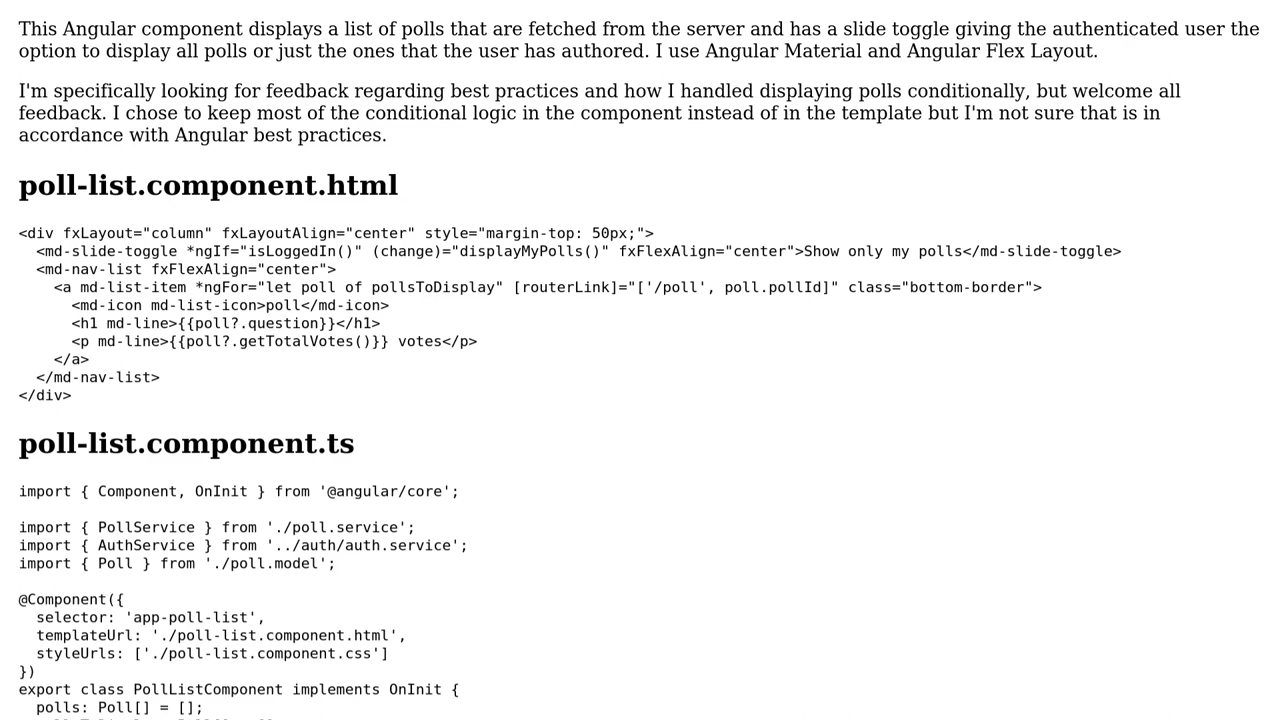 This Angular component displays a list of polls that are fetched from the server and has a slide toggle giving the authenticated user the
option to display all polls or just the ones that the user has authored. I use Angular Material and Angular Flex Layout.
I'm specifically looking for feedback regarding best practices and how I handled displaying polls conditionally, but welcome all
feedback. I chose to keep most of the conditional logic in the component instead of in the template but I'm not sure that is in
accordance with Angular best practices.
poll-list.component.html
<div fxLayout="column" fxLayoutAlign="center" style="margin-top: 50px;">
  <md-slide-toggle *ngIf="isLoggedIn()" (change)="displayMyPolls()" fxFlexAlign="center">Show only my polls</md-slide-toggle>
  <md-nav-list fxFlexAlign="center">
    <a md-list-item *ngFor="let poll of pollsToDisplay" [routerLink]="['/poll', poll.pollId]" class="bottom-border">
      <md-icon md-list-icon>poll</md-icon>
      <h1 md-line>{{poll?.question}}</h1>
      <p md-line>{{poll?.getTotalVotes()}} votes</p>
    </a>
  </md-nav-list>
</div>
poll-list.component.ts
import { Component, OnInit } from '@angular/core';
import { PollService } from './poll.service';
import { AuthService } from '../auth/auth.service';
import { Poll } from './poll.model';
@Component({
  selector: 'app-poll-list',
  templateUrl: './poll-list.component.html',
  styleUrls: ['./poll-list.component.css']
})
export class PollListComponent implements OnInit {
  polls: Poll[] = [];